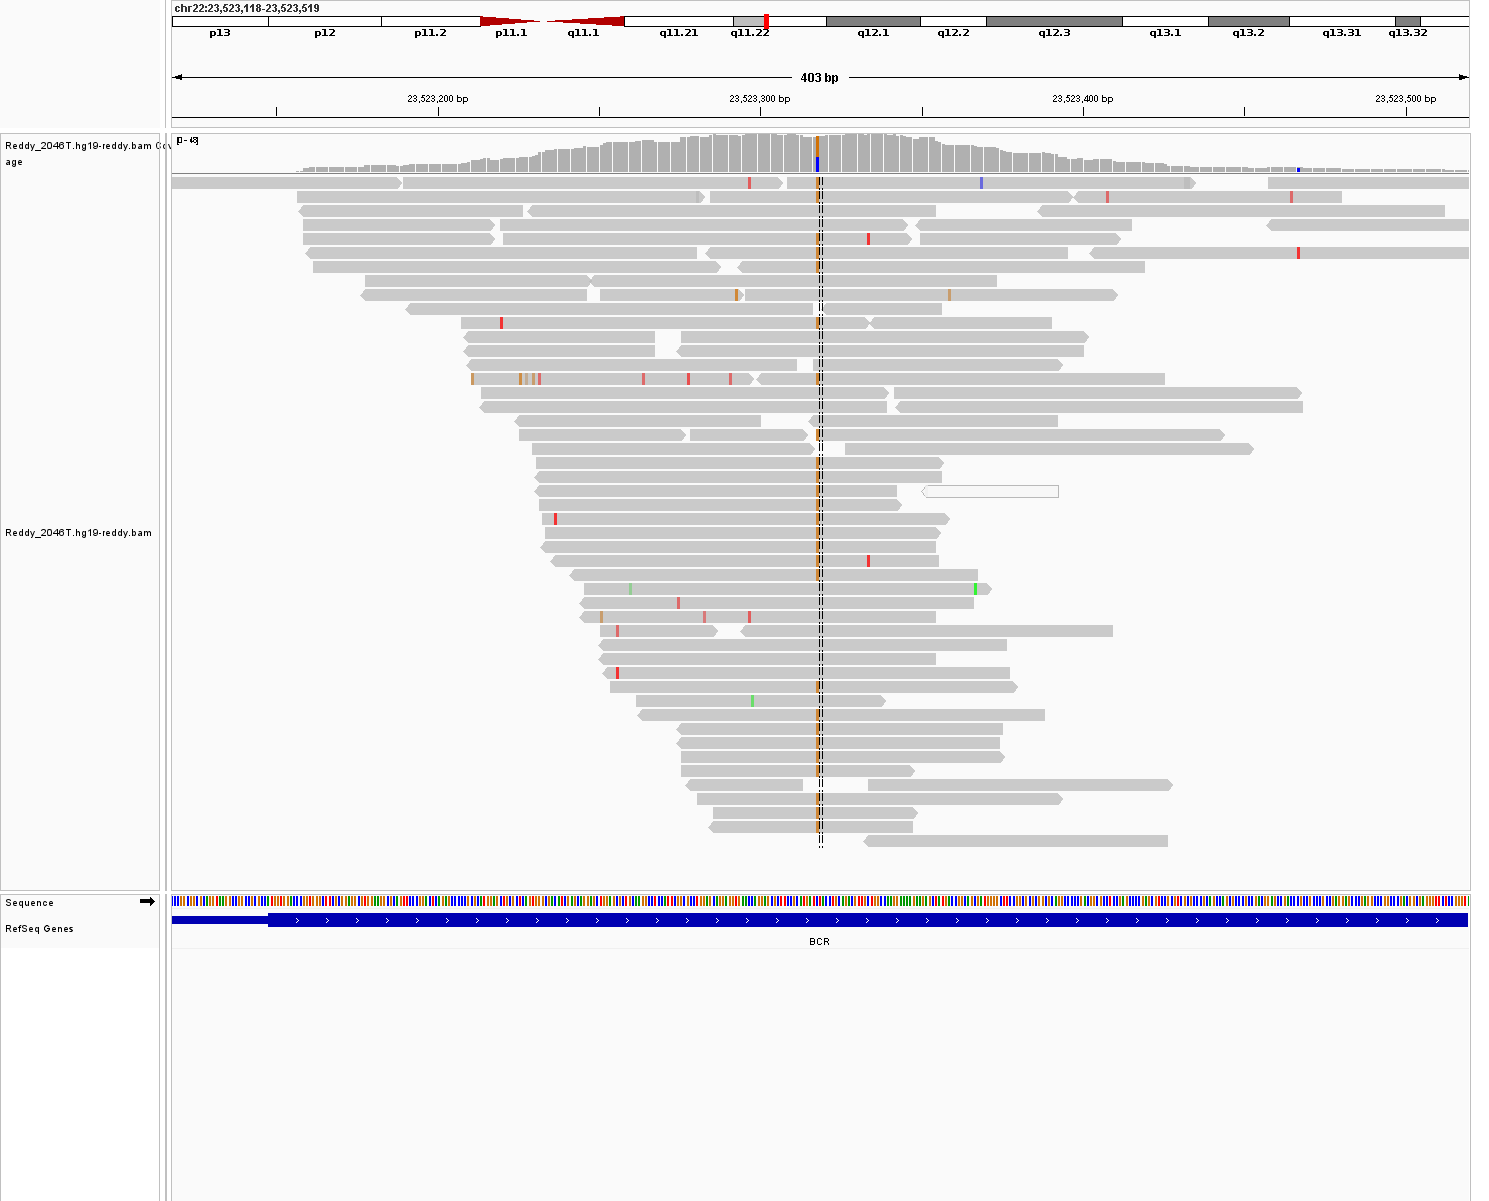 chr22:23,523,118-23,523,519
p13 p12 p11.2 p11.1 q11.1 q11.21 q11.22 q12.1 q12.2 q12.3 q13.1 q13.2 q13.31 q13.32
403 bp
23,523,200 bp 23,523,300 bp 23,523,400 bp 23,523,500 bp
Reddy_2046T.hg19-reddy.bam Cov
age
Reddy_2046T.hg19-reddy.bam
Sequence
RefSeq Genes
BCR